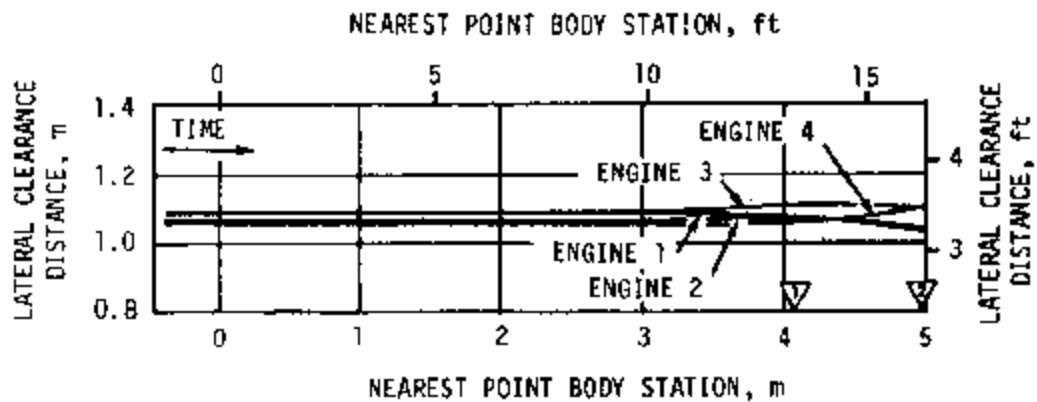 NEAREST POINT BODY STATION, ft
0 5 10 15
LATERAL CLEARANCE
DISTANCE, m
1.4
1.2
1.0
0.8
TIME
ENGINE 4
ENGINE 3
ENGINE 1
ENGINE 2
4
3
LATERAL CLEARANCE
DISTANCE, ft
0 1 2 3 4 5
NEAREST POINT BODY STATION, m